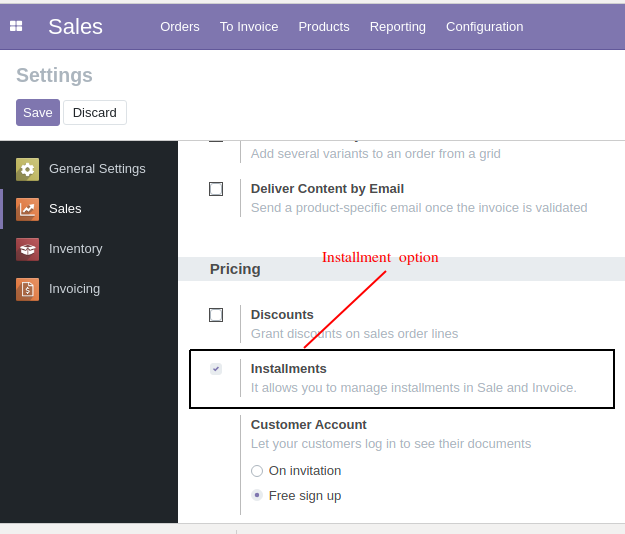 Sales Orders To Invoice Products Reporting Configuration
Settings
Save Discard
General Settings
Sales
Inventory
Invoicing
Add several variants to an order from a grid
Deliver Content by Email
Send a product-specific email once the invoice is validated
Installment option
Pricing
Discounts
Grant discounts on sales order lines
Installments
It allows you to manage installments in Sale and Invoice.
Customer Account
Let your customers log in to see their documents
On invitation
Free sign up